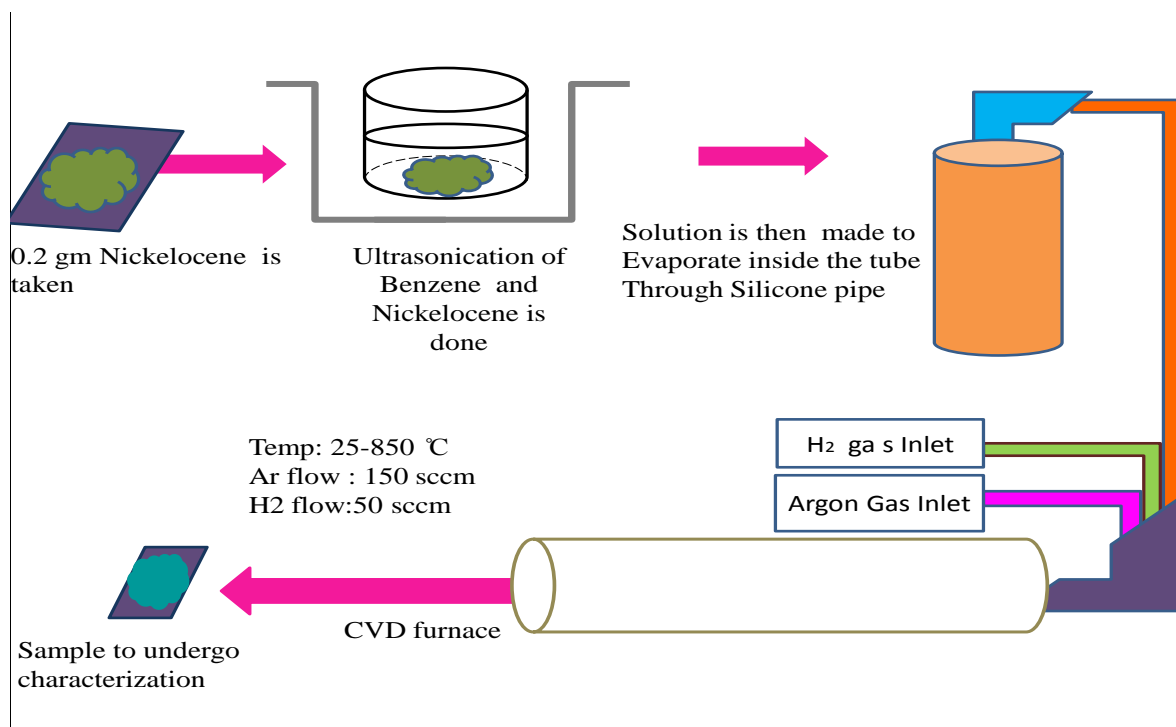 0.2 gm Nickelocene is
taken
Ultrasonication of
Benzene and
Nickelocene is
done
Solution is then made to
Evaporate inside the tube
Through Silicone pipe
H2 ga s Inlet
Argon Gas Inlet
Temp: 25-850 ℃
Ar flow : 150 sccm
H2 flow:50 sccm
CVD furnace
Sample to undergo
characterization